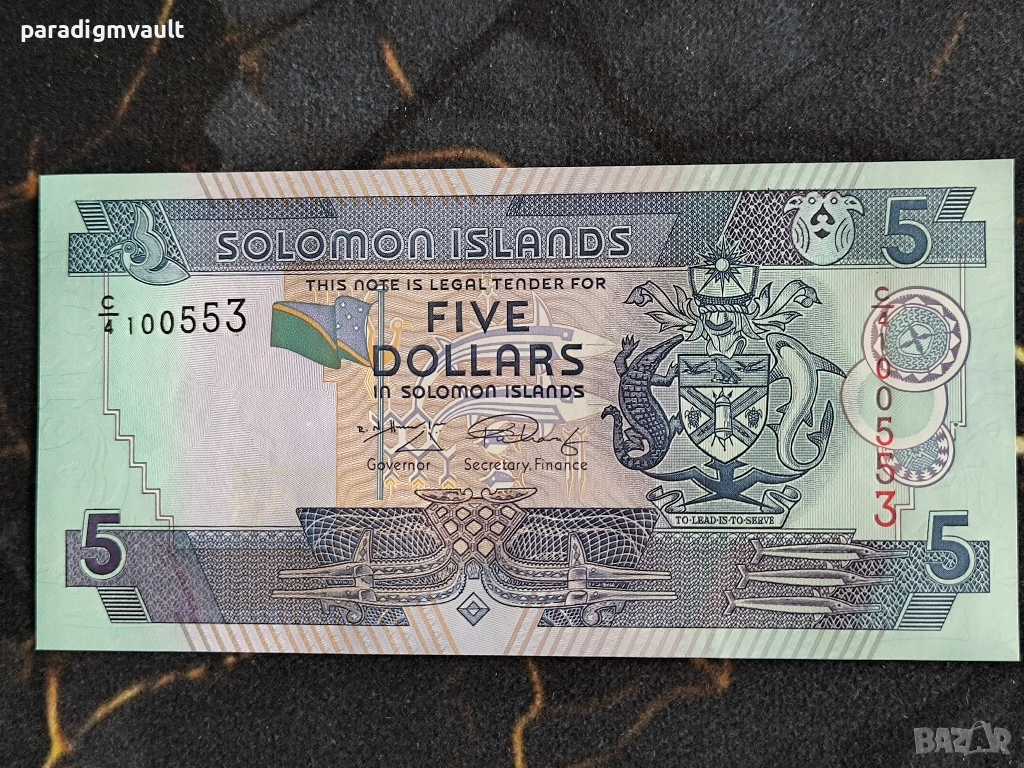 paradigmvault
SOLOMON ISLANDS
5
THIS NOTE IS LEGAL TENDER FOR
C/4 100553
FIVE
DOLLARS
IN SOLOMON ISLANDS
C/4 100553
Governor Secretary, Finance
TO·LEAD·IS·TO·SERVE
5
5
BAZAR